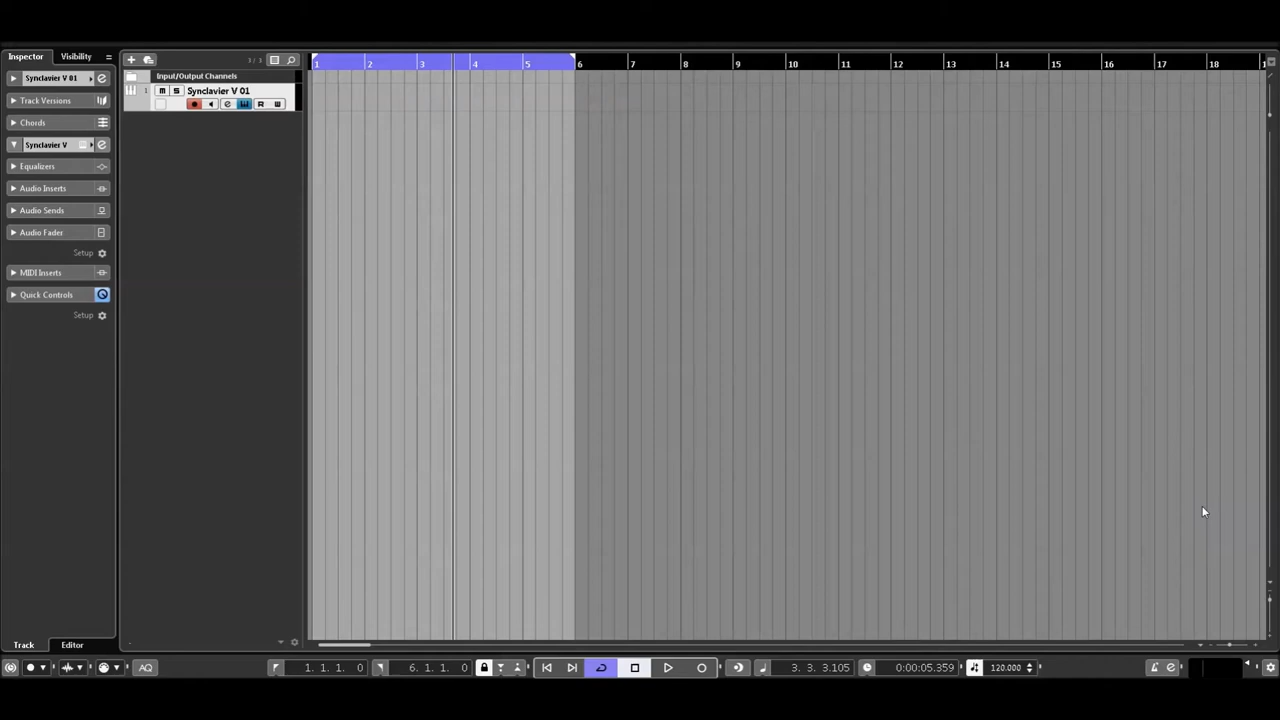 Inspector Visibility
3 / 3
1 2 3 4 5 6 7 8 9 10 11 12 13 14 15 16 17 18
Synclavier V 01
Input/Output Channels
1 m S Synclavier V 01
e R W
Track Versions
Chords
Synclavier V
Equalizers
Audio Inserts
Audio Sends
Audio Fader
Setup
MIDI Inserts
Quick Controls
Setup
Track Editor
AQ 1. 1. 1. 0 6. 1. 1. 0 3. 3. 3.105 0:00:05.359 120.000